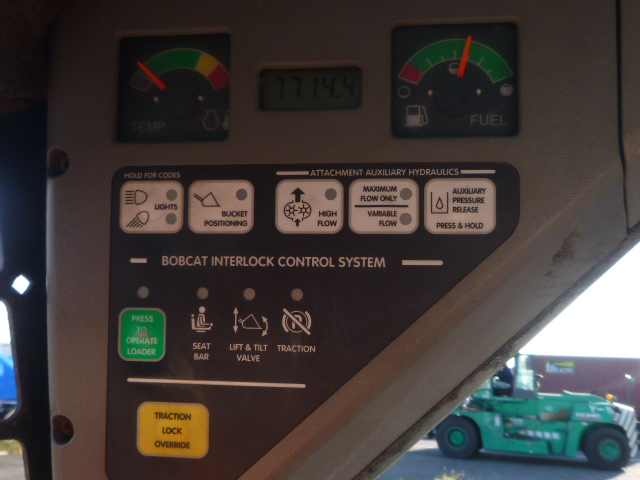 7714.4
TEMP
FUEL
HOLD FOR CODES
ATTACHMENT AUXILIARY HYDRAULICS
LIGHTS
BUCKET
POSITIONING
HIGH
FLOW
MAXIMUM
FLOW ONLY
VARIABLE
FLOW
AUXILIARY
PRESSURE
RELEASE
PRESS & HOLD
BOBCAT INTERLOCK CONTROL SYSTEM
PRESS
TO
OPERATE
LOADER
SEAT
BAR
LIFT & TILT
VALVE
TRACTION
TRACTION
LOCK
OVERRIDE